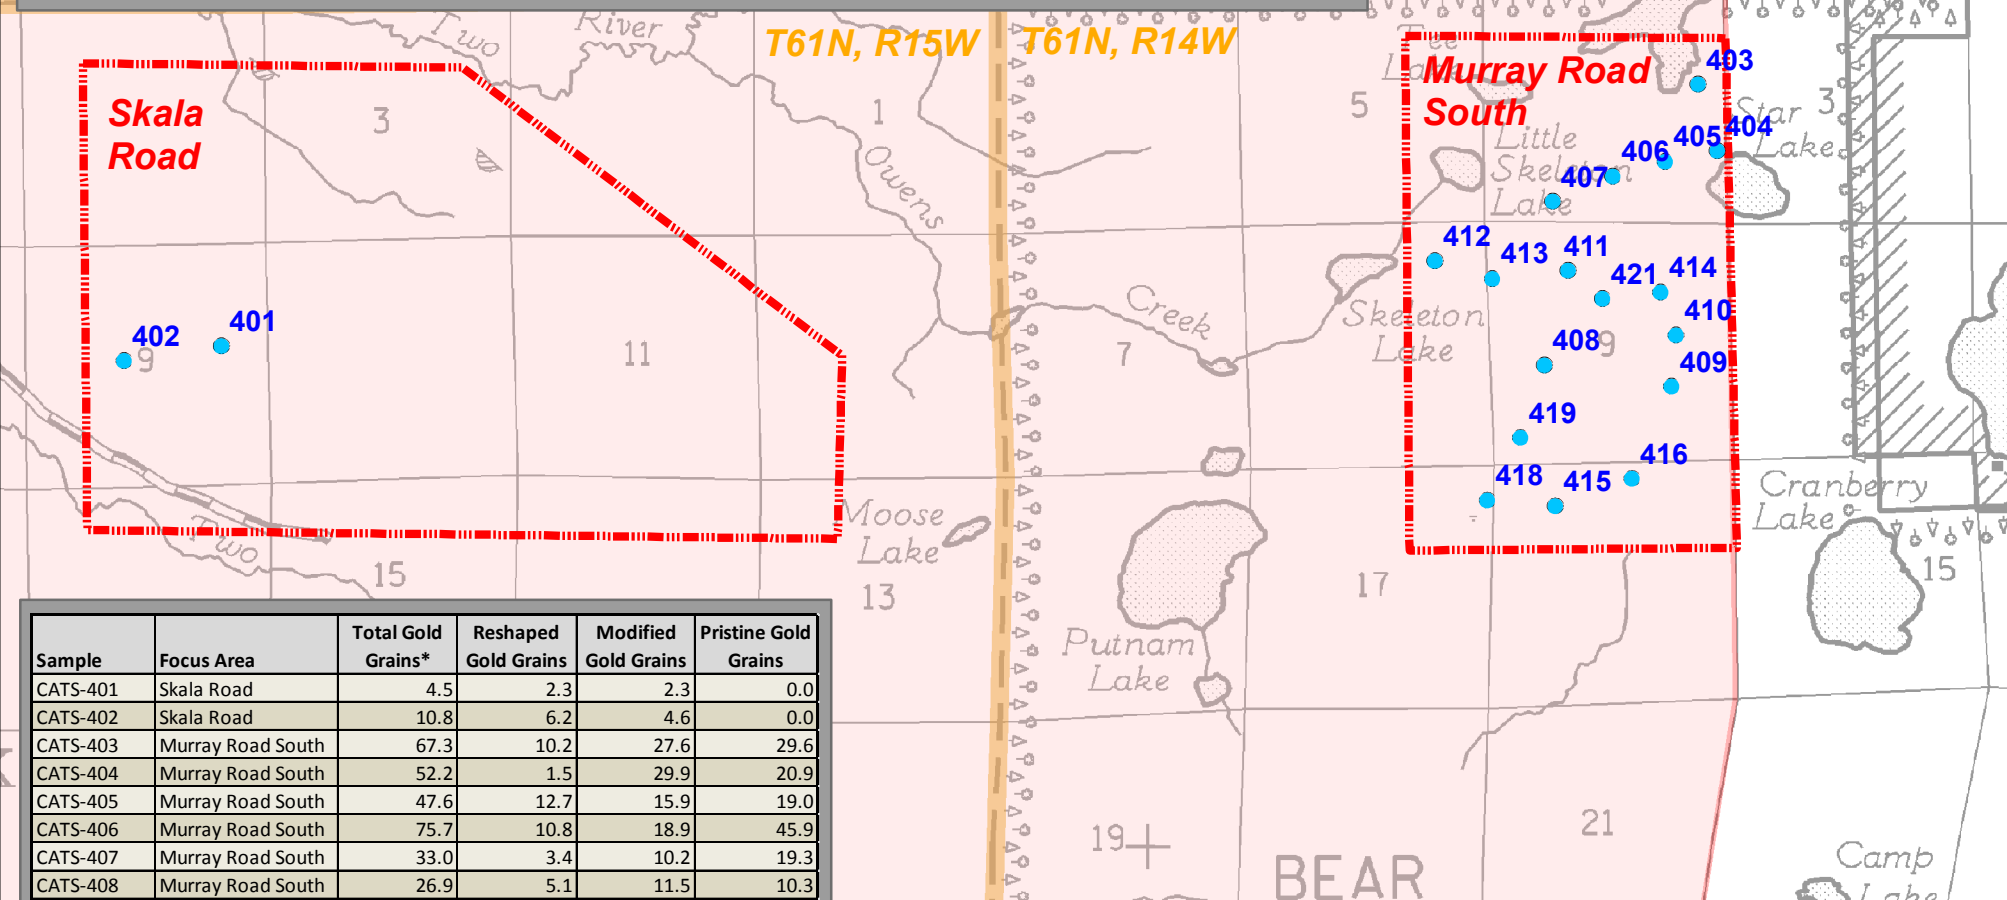 Two
River
T61N, R15W
T61N, R14W
Tee
Lake
Murray Road
South
403
Skala
Road
3
1
5
3
Star
Lake
404
405
406
407
Little
Skeleton
Lake
Owens
412
413
411
421
414
410
Creek
Skeleton
Lake
402
401
9
11
7
408
9
409
419
416
418
415
Cranberry
Lake
Two
Moose
Lake
15
13
17
15
Putnam
Lake
Sample
Focus Area
Total Gold Grains*
Reshaped Gold Grains
Modified Gold Grains
Pristine Gold Grains
CATS-401 Skala Road 4.5 2.3 2.3 0.0
CATS-402 Skala Road 10.8 6.2 4.6 0.0
CATS-403 Murray Road South 67.3 10.2 27.6 29.6
CATS-404 Murray Road South 52.2 1.5 29.9 20.9
CATS-405 Murray Road South 47.6 12.7 15.9 19.0
CATS-406 Murray Road South 75.7 10.8 18.9 45.9
CATS-407 Murray Road South 33.0 3.4 10.2 19.3
CATS-408 Murray Road South 26.9 5.1 11.5 10.3
19
21
BEAR
Camp
Lake